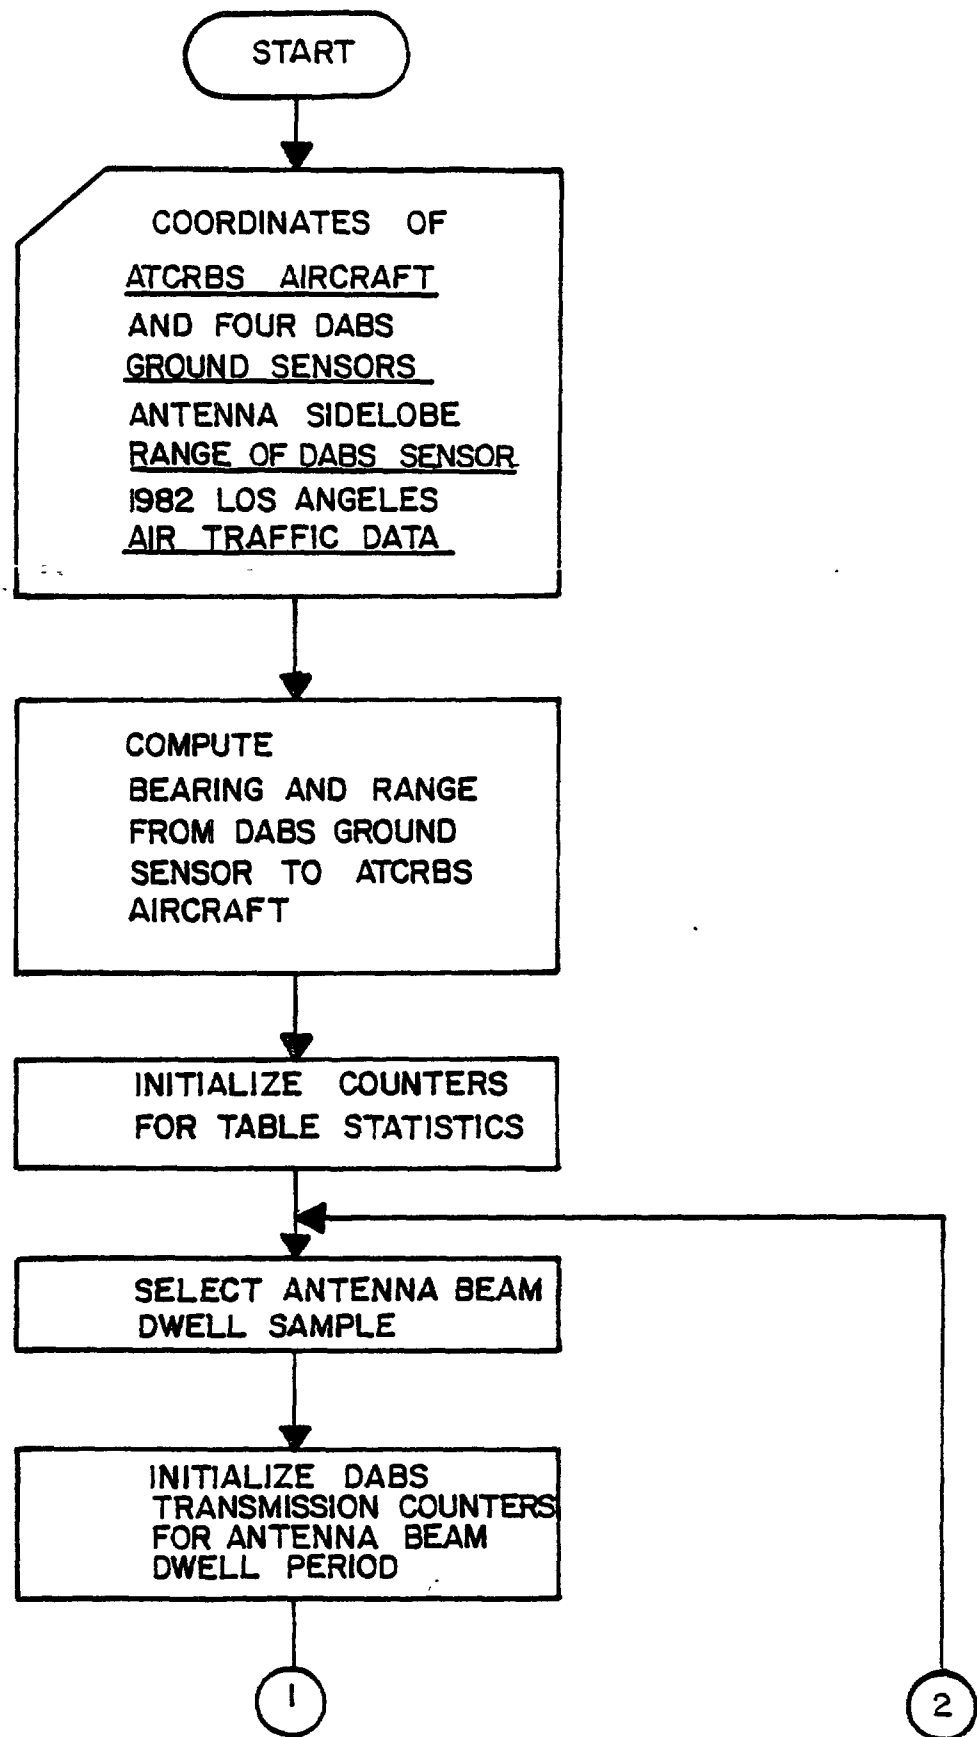 START
COORDINATES OF
ATCRBS AIRCRAFT
AND FOUR DABS
GROUND SENSORS
ANTENNA SIDELOBE
RANGE OF DABS SENSOR
1982 LOS ANGELES
AIR TRAFFIC DATA
COMPUTE
BEARING AND RANGE
FROM DABS GROUND
SENSOR TO ATCRBS
AIRCRAFT
INITIALIZE COUNTERS
FOR TABLE STATISTICS
SELECT ANTENNA BEAM
DWELL SAMPLE
INITIALIZE DABS
TRANSMISSION COUNTERS
FOR ANTENNA BEAM
DWELL PERIOD
1
2